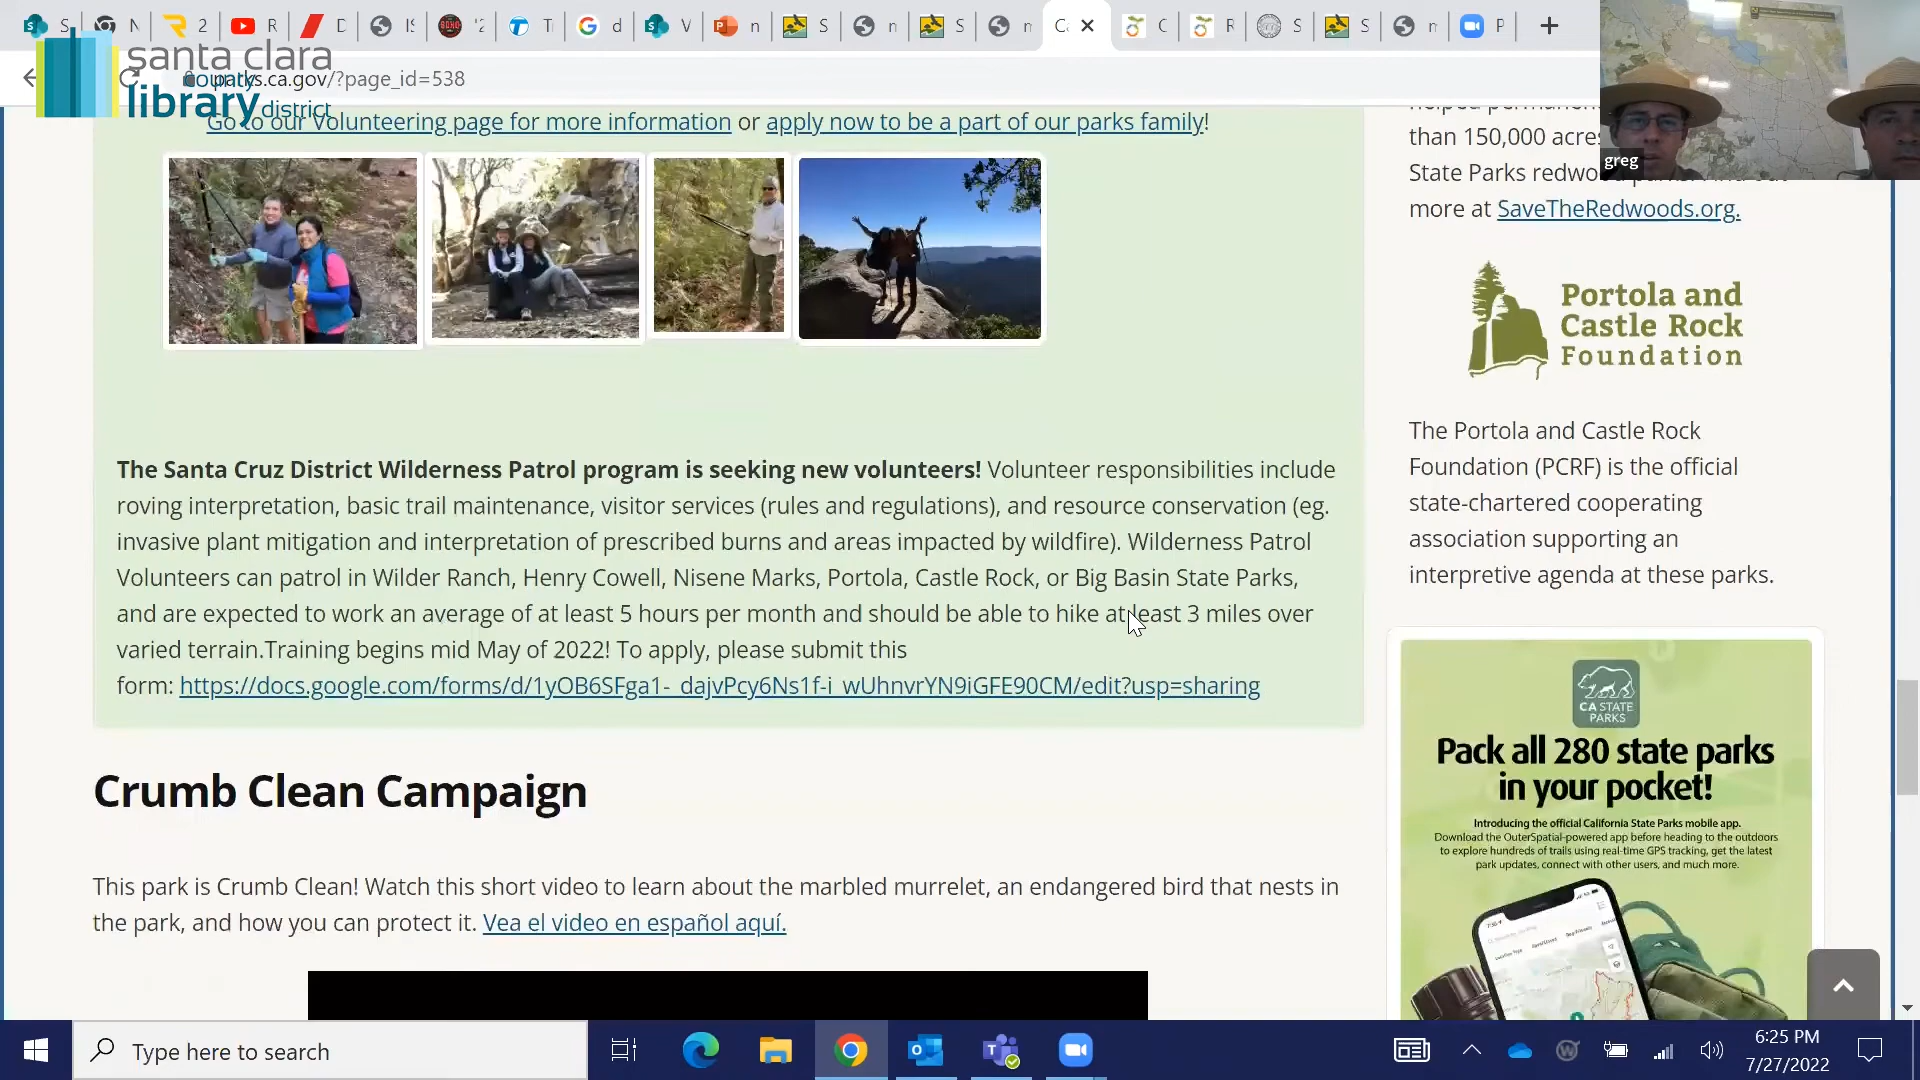 S
N
2
R
D
IS
'2
T
d
V
n
S
n
S
n
C
C
R
S
S
n
P
santa clara
County
library district
parks.ca.gov/?page_id=538
greg
Go to our Volunteering page for more information or apply now to be a part of our parks family!
than 150,000 acres
State Parks redwood
more at SaveTheRedwoods.org.
Portola and
Castle Rock
Foundation
The Portola and Castle Rock
Foundation (PCRF) is the official
state-chartered cooperating
association supporting an
interpretive agenda at these parks.
The Santa Cruz District Wilderness Patrol program is seeking new volunteers! Volunteer responsibilities include
roving interpretation, basic trail maintenance, visitor services (rules and regulations), and resource conservation (eg.
invasive plant mitigation and interpretation of prescribed burns and areas impacted by wildfire). Wilderness Patrol
Volunteers can patrol in Wilder Ranch, Henry Cowell, Nisene Marks, Portola, Castle Rock, or Big Basin State Parks,
and are expected to work an average of at least 5 hours per month and should be able to hike at least 3 miles over
varied terrain.Training begins mid May of 2022! To apply, please submit this
form: https://docs.google.com/forms/d/1yOB6SFga1-_dajvPcy6Ns1f-i_wUhnvrYN9iGFE90CM/edit?usp=sharing
Crumb Clean Campaign
This park is Crumb Clean! Watch this short video to learn about the marbled murrelet, an endangered bird that nests in
the park, and how you can protect it. Vea el video en español aquí.
CA STATE
PARKS
Pack all 280 state parks
in your pocket!
Introducing the official California State Parks mobile app.
Download the OuterSpatial-powered app before heading to the outdoors
to explore hundreds of trails using real-time GPS tracking, get the latest
park updates, connect with other users, and much more.
Type here to search
6:25 PM
7/27/2022